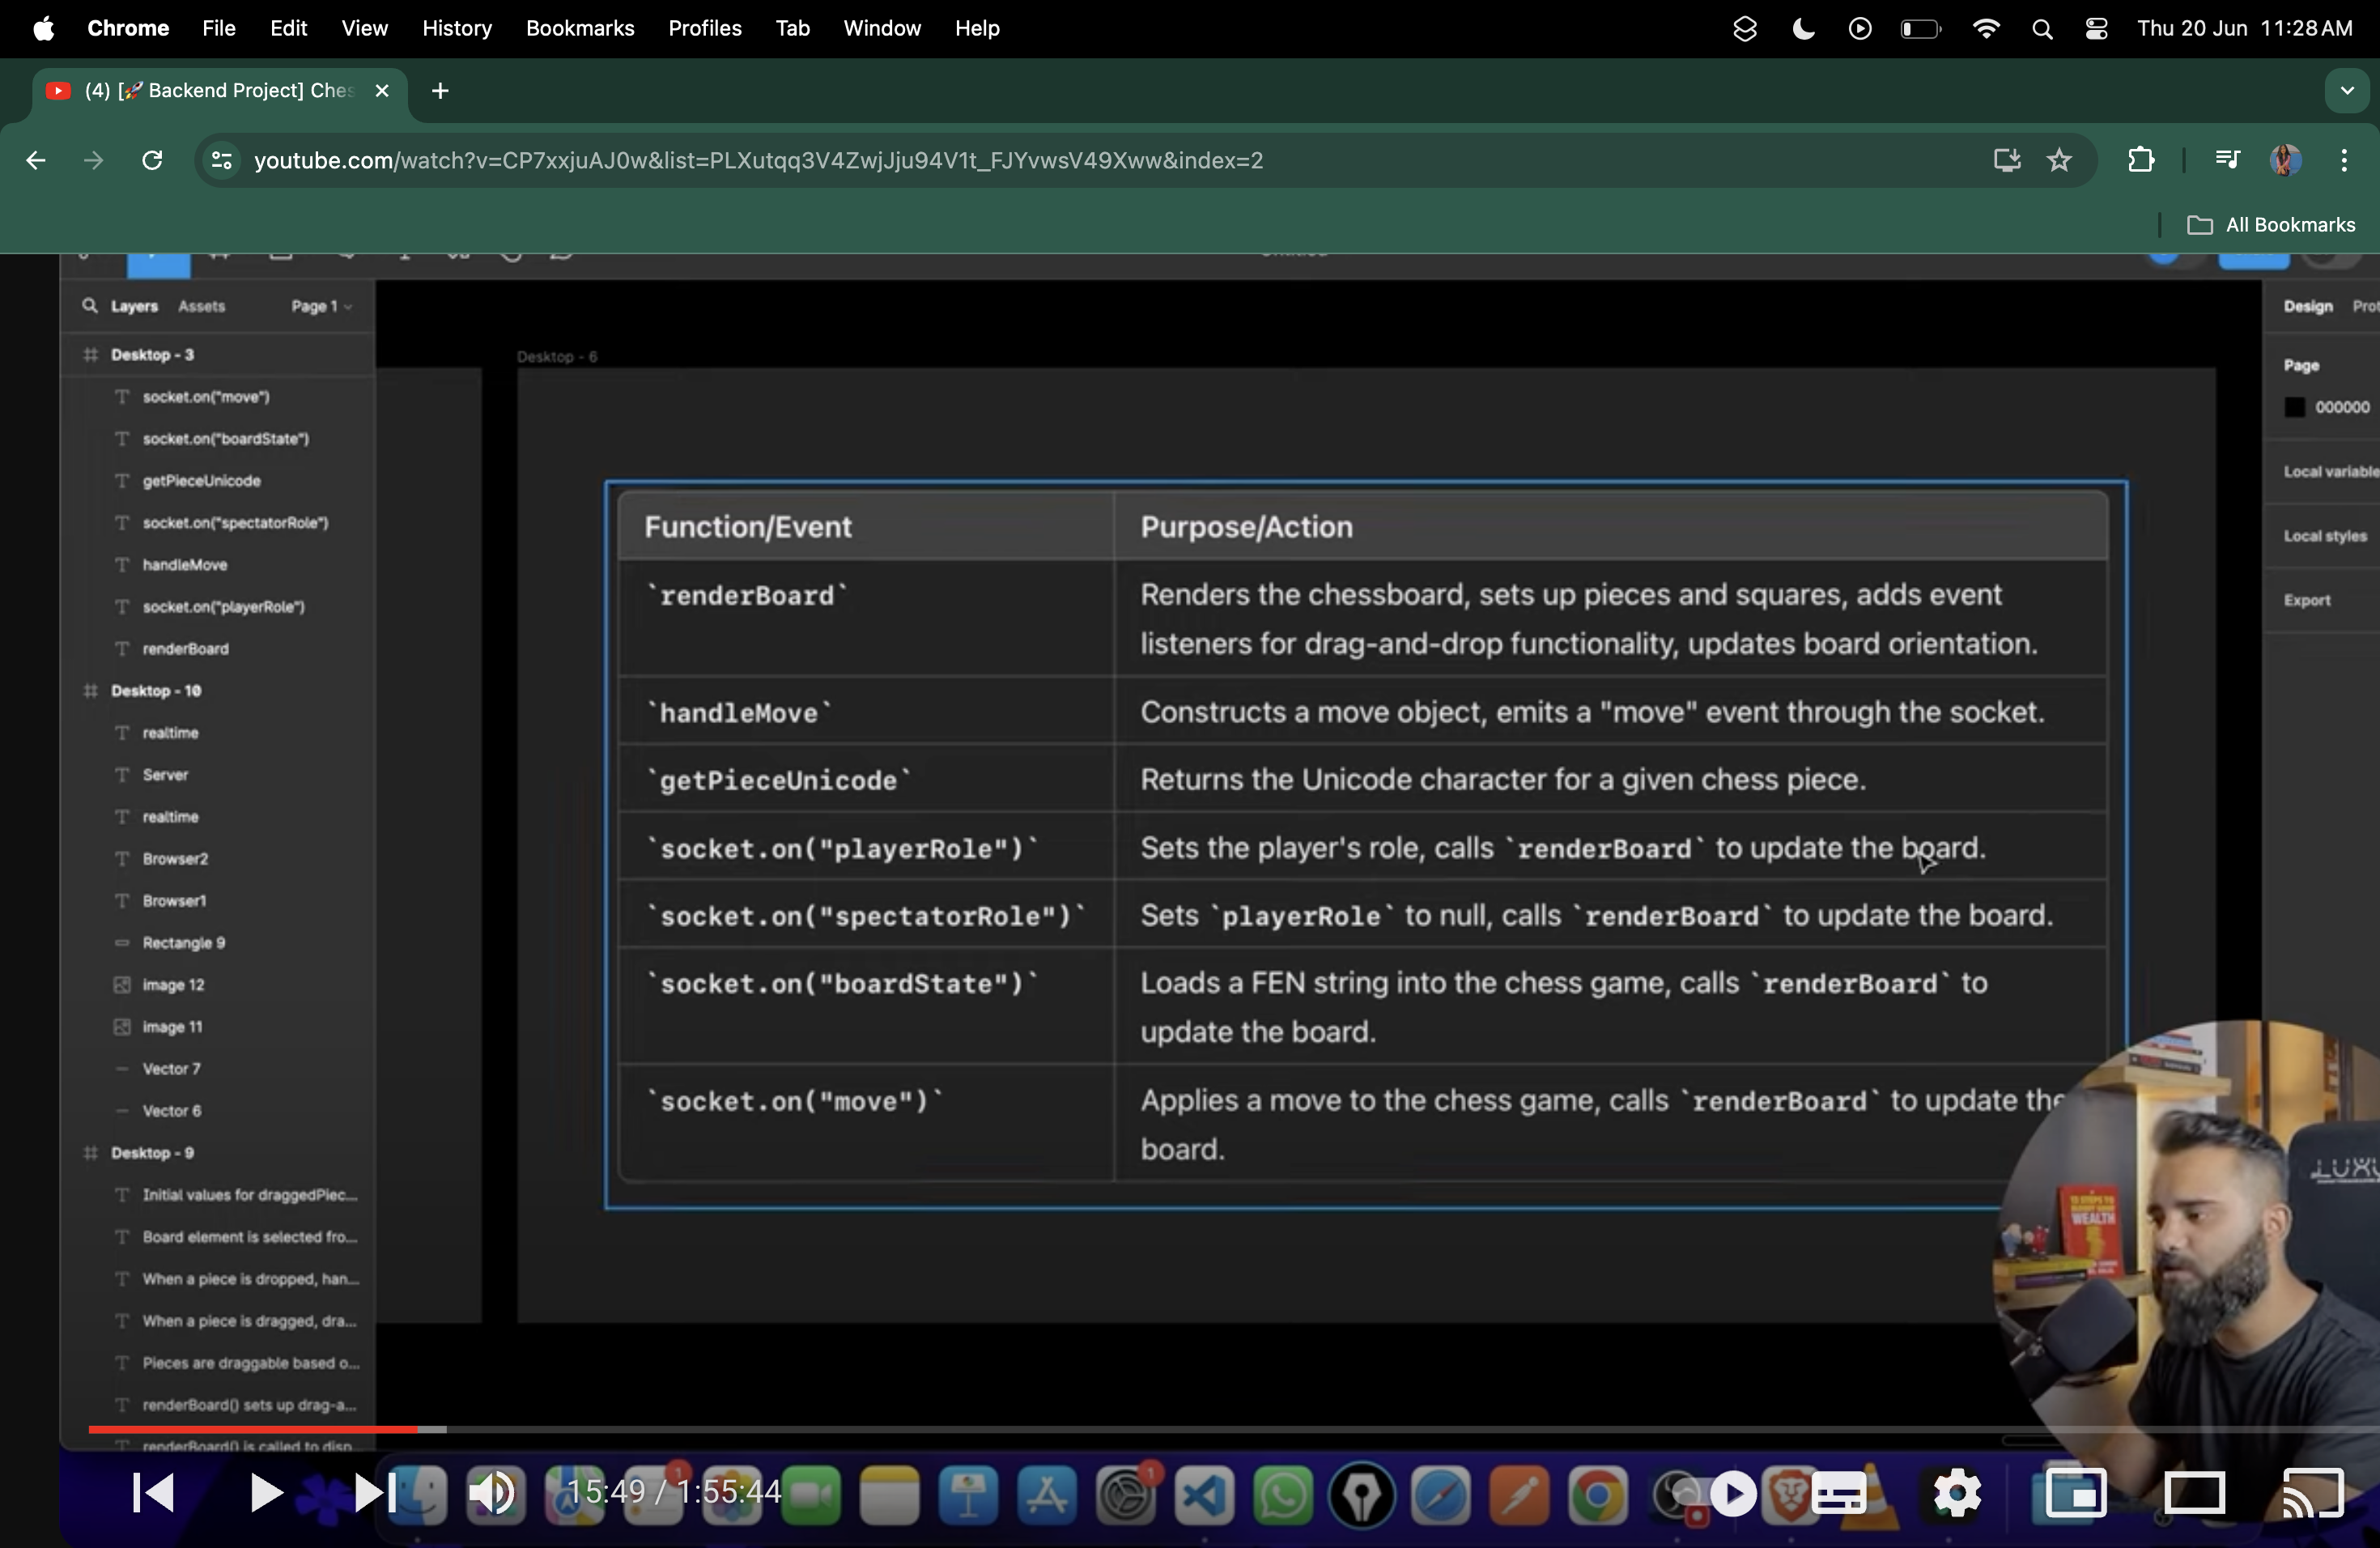 Chrome File Edit View History Bookmarks Profiles Tab Window Help Thu 20 Jun 11:28 AM
(4) [🚀 Backend Project] Ches
youtube.com/watch?v=CP7xxjuAJ0w&list=PLXutqq3V4ZwjJju94V1t_FJYvwsV49Xww&index=2
All Bookmarks
Layers Assets Page 1
Desktop - 3
socket.on("move")
socket.on("boardState")
getPieceUnicode
socket.on("spectatorRole")
handleMove
socket.on("playerRole")
renderBoard
Desktop - 10
realtime
Server
realtime
Browser2
Browser1
Rectangle 9
image 12
image 11
Vector 7
Vector 6
Desktop - 9
Initial values for draggedPiec...
Board element is selected fro...
When a piece is dropped, han...
When a piece is dragged, dra...
Pieces are draggable based o...
renderBoard() sets up drag-a...
renderBoard() is called to disp
Desktop - 6
Function/Event Purpose/Action
`renderBoard` Renders the chessboard, sets up pieces and squares, adds event
listeners for drag-and-drop functionality, updates board orientation.
`handleMove` Constructs a move object, emits a "move" event through the socket.
`getPieceUnicode` Returns the Unicode character for a given chess piece.
`socket.on("playerRole")` Sets the player's role, calls `renderBoard` to update the board.
`socket.on("spectatorRole")` Sets `playerRole` to null, calls `renderBoard` to update the board.
`socket.on("boardState")` Loads a FEN string into the chess game, calls `renderBoard` to
update the board.
`socket.on("move")` Applies a move to the chess game, calls `renderBoard` to update the
board.
Design Prot
Page
000000
Local variable
Local styles
Export
WEALTH
15:49 / 1:55:44
1
1